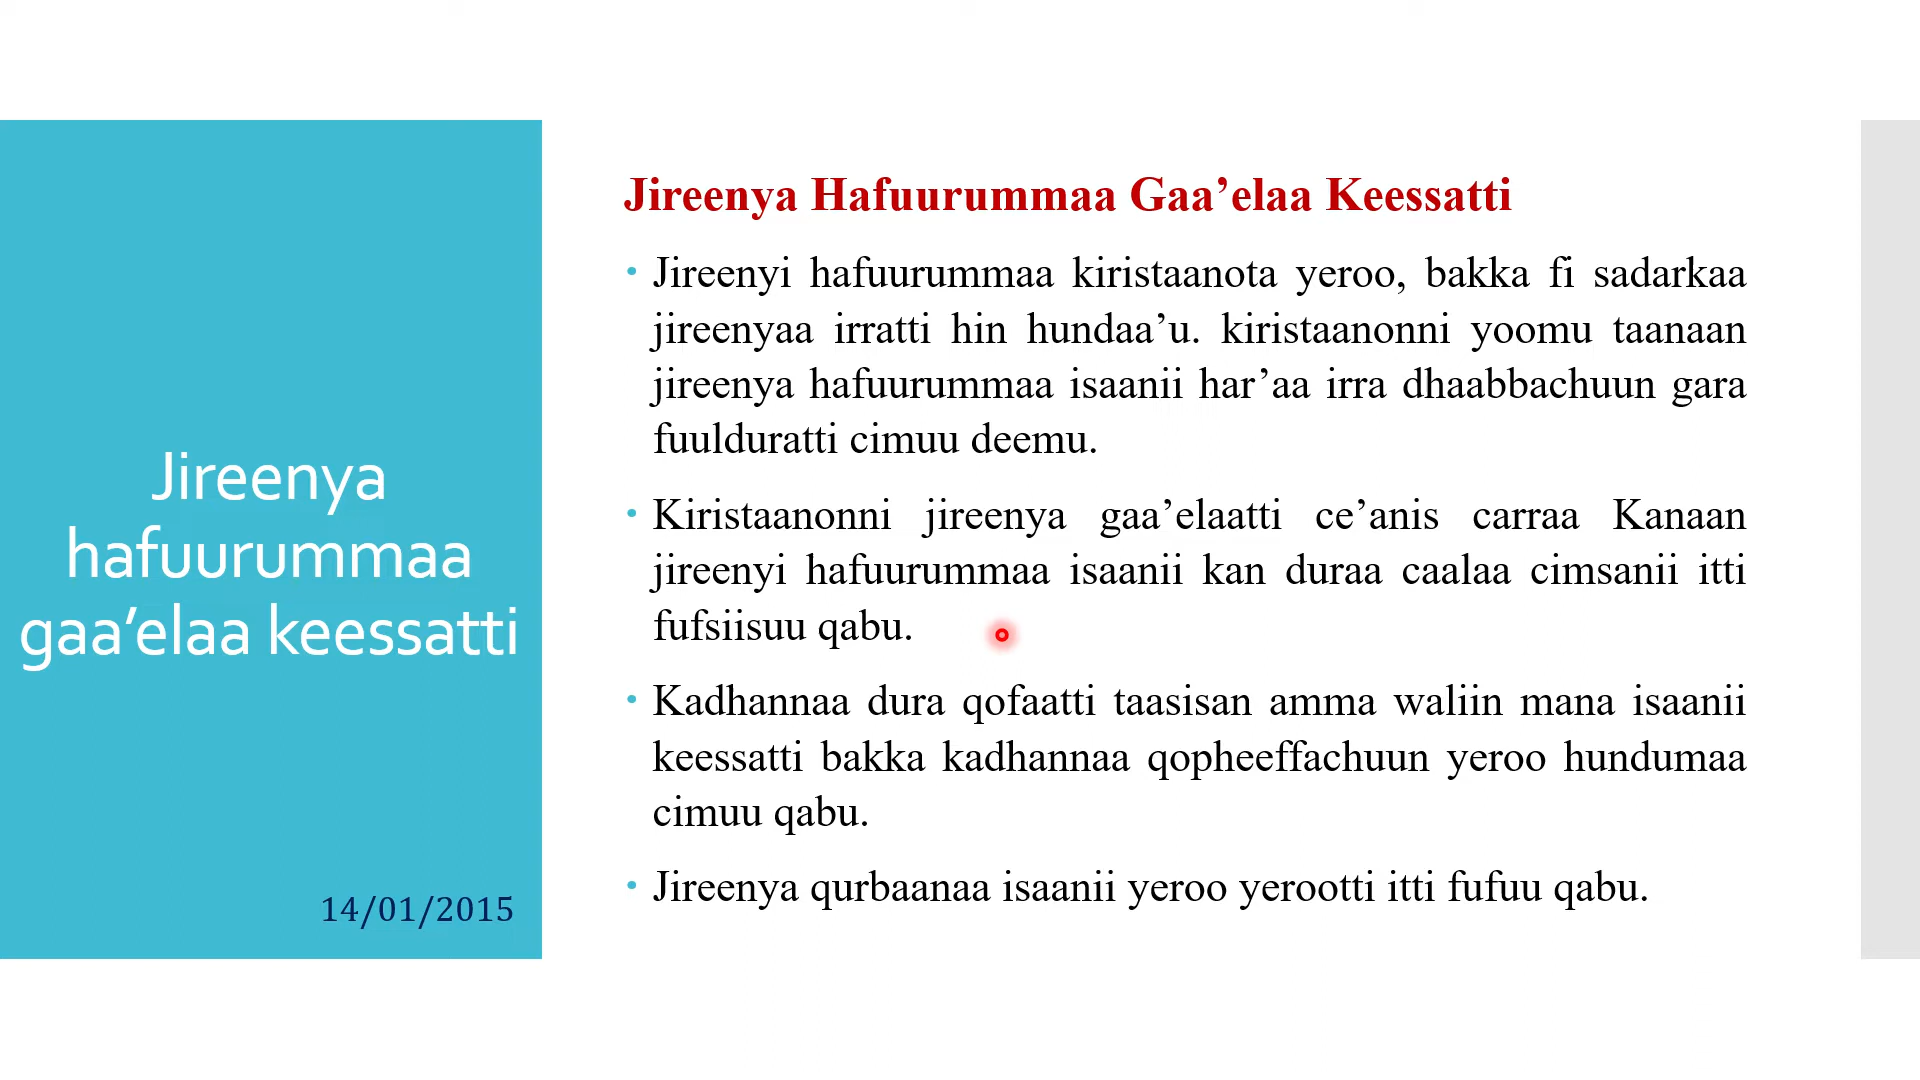 Jireenya
hafuurummaa
gaa’elaa keessatti
14/01/2015
Jireenya Hafuurummaa Gaa’elaa Keessatti
• Jireenyi hafuurummaa kiristaanota yeroo, bakka fi sadarkaa
jireenyaa irratti hin hundaa’u. kiristaanonni yoomu taanaan
jireenya hafuurummaa isaanii har’aa irra dhaabbachuun gara
fuulduratti cimuu deemu.
• Kiristaanonni jireenya gaa’elaatti ce’anis carraa Kanaan
jireenyi hafuurummaa isaanii kan duraa caalaa cimsanii itti
fufsiisuu qabu.
• Kadhannaa dura qofaatti taasisan amma waliin mana isaanii
keessatti bakka kadhannaa qopheeffachuun yeroo hundumaa
cimuu qabu.
• Jireenya qurbaanaa isaanii yeroo yerootti itti fufuu qabu.